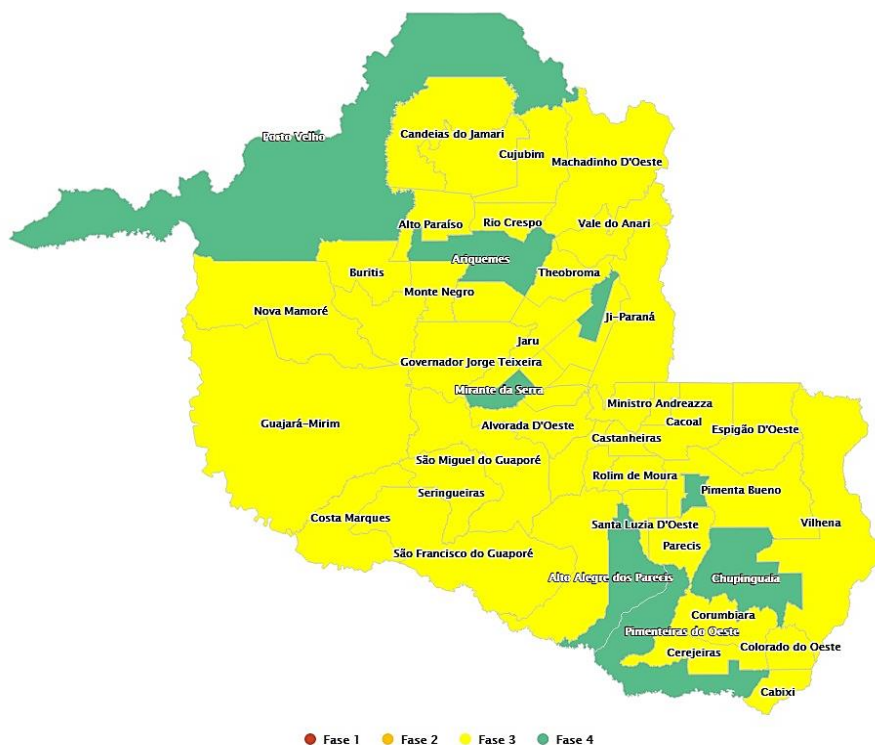 Porto Velho
Candeias do Jamari
Cujubim
Machadinho D'Oeste
Alto Paraíso
Rio Crespo
Vale do Anari
Ariquemes
Buritis
Theobroma
Monte Negro
Nova Mamoré
Ji-Paraná
Jaru
Governador Jorge Teixeira
Mirante da Serra
Ministro Andreazza
Guajará-Mirim
Cacoal
Alvorada D'Oeste
Espigão D'Oeste
Castanheiras
São Miguel do Guaporé
Rolim de Moura
Seringueiras
Pimenta Bueno
Costa Marques
Santa Luzia D'Oeste
Vilhena
Parecis
São Francisco do Guaporé
Alto Alegre dos Parecis
Chupinguaia
Corumbiara
Pimenteiras do Oeste
Colorado do Oeste
Cerejeiras
Cabixi
Fase 1 Fase 2 Fase 3 Fase 4